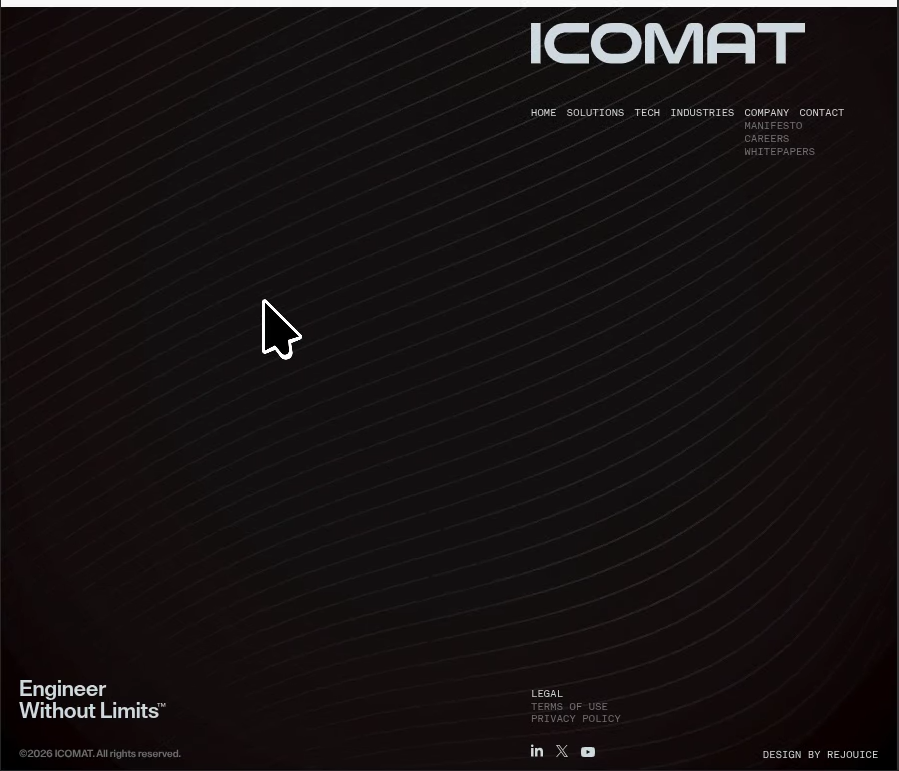 ICOMAT
HOME SOLUTIONS TECH INDUSTRIES COMPANY CONTACT
MANIFESTO
CAREERS
WHITEPAPERS
Engineer
Without Limits™
©2026 ICOMAT. All rights reserved.
LEGAL
TERMS OF USE
PRIVACY POLICY
in X
DESIGN BY REJOUICE